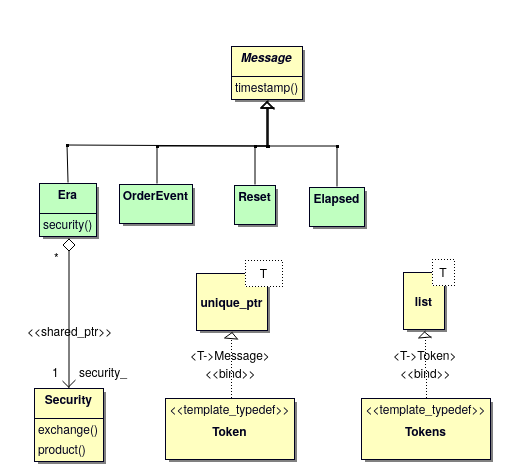 Message
timestamp()
Era
security()
OrderEvent
Reset
Elapsed
*
<<shared_ptr>>
1 security_
Security
exchange()
product()
T
unique_ptr
<T->Message>
<<bind>>
<<template_typedef>>
Token
T
list
<T->Token>
<<bind>>
<<template_typedef>>
Tokens